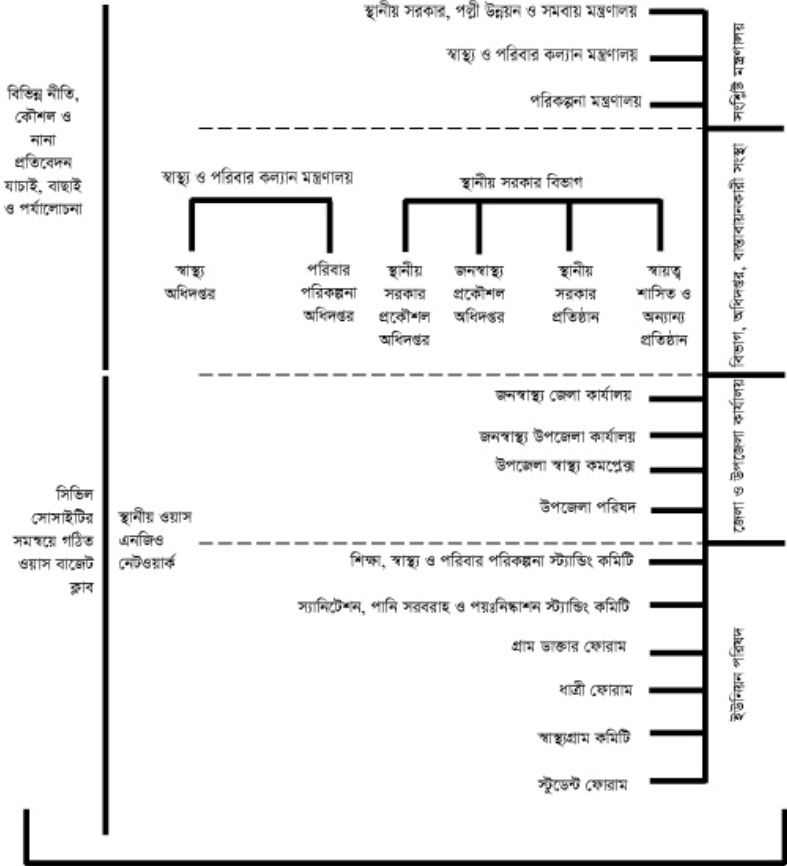 স্থানীয় সরকার, পল্লী উন্নয়ন ও সমবায় মন্ত্রণালয়
স্বাস্থ্য ও পরিবার কল্যান মন্ত্রণালয়
পরিকল্পনা মন্ত্রণালয়
সংশ্লিষ্ট মন্ত্রণালয়
বিভিন্ন নীতি,
কৌশল ও
নানা
প্রতিবেদন
যাচাই, বাছাই
ও পর্যালোচনা
স্বাস্থ্য ও পরিবার কল্যান মন্ত্রণালয়
স্থানীয় সরকার বিভাগ
স্বাস্থ্য
অধিদপ্তর
পরিবার
পরিকল্পনা
অধিদপ্তর
স্থানীয়
সরকার
প্রকৌশল
অধিদপ্তর
জনস্বাস্থ্য
প্রকৌশল
অধিদপ্তর
স্থানীয়
সরকার
প্রতিষ্ঠান
স্বায়ত্ব
শাসিত ও
অন্যান্য
প্রতিষ্ঠান
বিভাগ, অধিদপ্তর, বাস্তাবায়নকারী সংস্থা
জনস্বাস্থ্য জেলা কার্যালয়
জনস্বাস্থ্য উপজেলা কার্যালয়
উপজেলা স্বাস্থ্য কমপ্লেক্স
উপজেলা পরিষদ
জেলা ও উপজেলা কার্যালয়
সিভিল
সোসাইটির
সমন্বয়ে গঠিত
ওয়াস বাজেট
ক্লাব
স্থানীয় ওয়াস
এনজিও
নেটওয়ার্ক
শিক্ষা, স্বাস্থ্য ও পরিবার পরিকল্পনা স্ট্যান্ডিং কমিটি
স্যানিটেশন, পানি সরবরাহ ও পয়ঃনিষ্কাশন স্ট্যান্ডিং কমিটি
গ্রাম ডাক্তার ফোরাম
ধাত্রী ফোরাম
স্বাস্থ্যগ্রাম কমিটি
স্টুডেন্ট ফোরাম
ইউনিয়ন পরিষদ